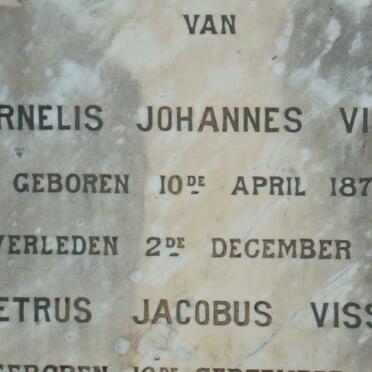 VAN
RNELIS JOHANNES VI
GEBOREN 10DE APRIL 187
VERLEDEN 2DE DECEMBER
ETRUS JACOBUS VISS